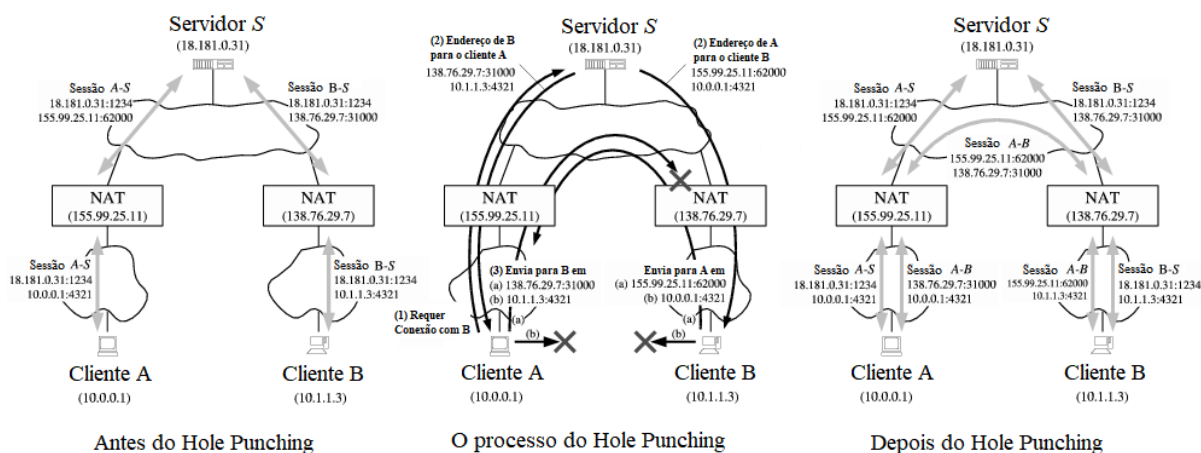 Servidor S
(18.181.0.31)
Sessão A-S
18.181.0.31:1234
155.99.25.11:62000
Sessão B-S
18.181.0.31:1234
138.76.29.7:31000
NAT
(155.99.25.11)
NAT
(138.76.29.7)
Sessão A-S
18.181.0.31:1234
10.0.0.1:4321
Sessão B-S
18.181.0.31:1234
10.1.1.3:4321
Cliente A
(10.0.0.1)
Cliente B
(10.1.1.3)
Antes do Hole Punching
Servidor S
(18.181.0.31)
(2) Endereço de B
para o cliente A
138.76.29.7:31000
10.1.1.3:4321
(2) Endereço de A
para o cliente B
155.99.25.11:62000
10.0.0.1:4321
NAT
(155.99.25.11)
NAT
(138.76.29.7)
(3) Envia para B em
(a) 138.76.29.7:31000
(b) 10.1.1.3:4321
Envia para A em
(a) 155.99.25.11:62000
(b) 10.0.0.1:4321
(1) Requer
Conexão com B
(a)
(b)
(a)
(b)
Cliente A
(10.0.0.1)
Cliente B
(10.1.1.3)
O processo do Hole Punching
Servidor S
(18.181.0.31)
Sessão A-S
18.181.0.31:1234
155.99.25.11:62000
Sessão B-S
18.181.0.31:1234
138.76.29.7:31000
Sessão A-B
155.99.25.11:62000
138.76.29.7:31000
NAT
(155.99.25.11)
NAT
(138.76.29.7)
Sessão A-S
18.181.0.31:1234
10.0.0.1:4321
Sessão A-B
138.76.29.7:31000
10.0.0.1:4321
Sessão A-B
155.99.25.11:62000
10.1.1.3:4321
Sessão B-S
18.181.0.31:1234
10.1.1.3:4321
Cliente A
(10.0.0.1)
Cliente B
(10.1.1.3)
Depois do Hole Punching